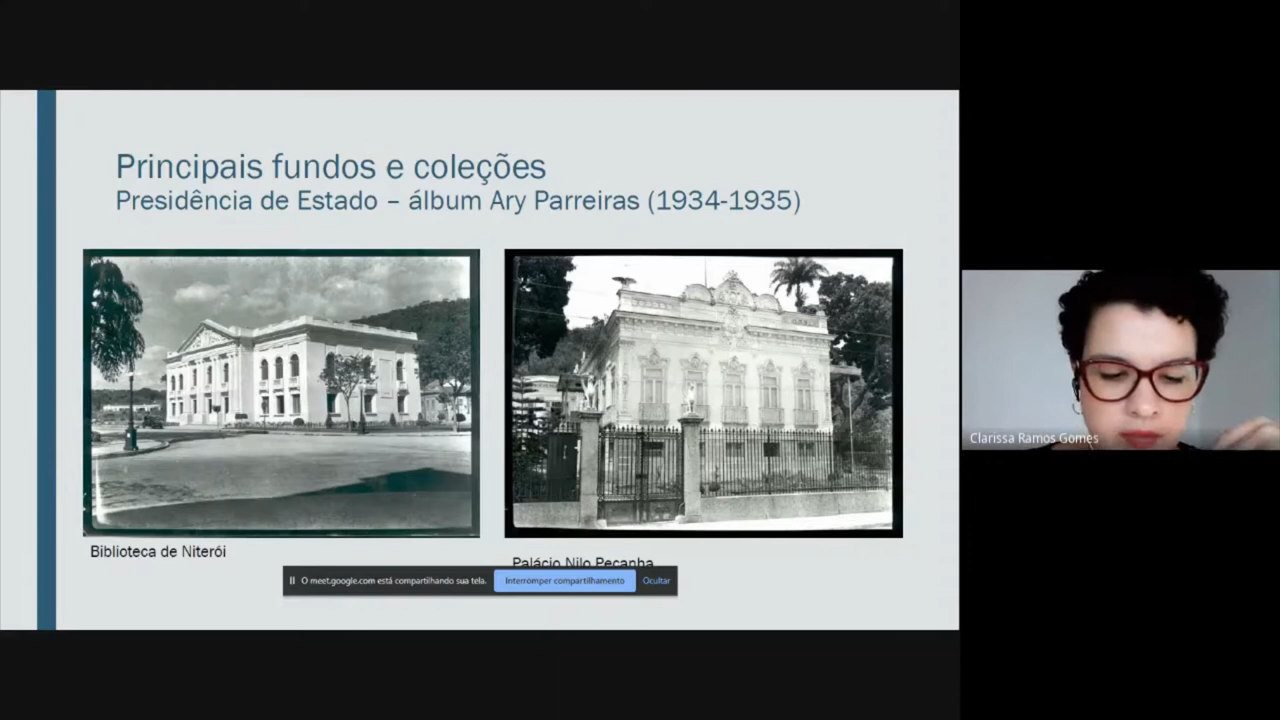 Principais fundos e coleções
Presidência de Estado – álbum Ary Parreiras (1934-1935)
Biblioteca de Niterói
Palácio Nilo Peçanha
O meet.google.com está compartilhando sua tela.
Interromper compartilhamento
Ocultar
Clarissa Ramos Gomes